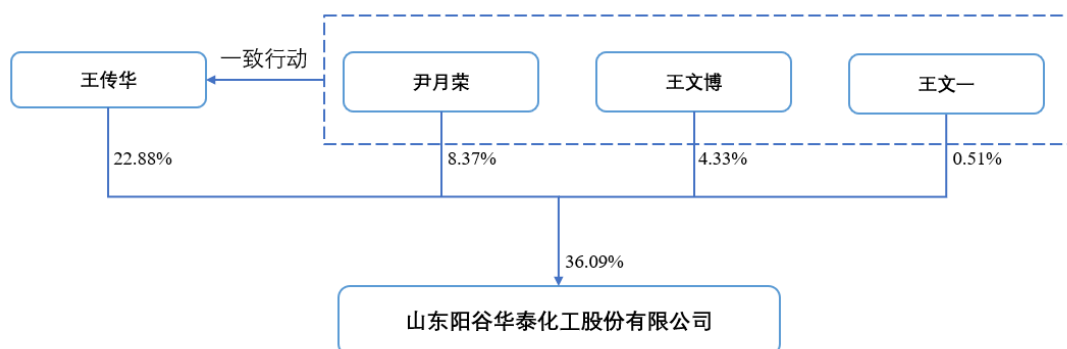 一致行动
王传华
尹月荣
王文博
王文一
22.88%
8.37%
4.33%
0.51%
36.09%
山东阳谷华泰化工股份有限公司